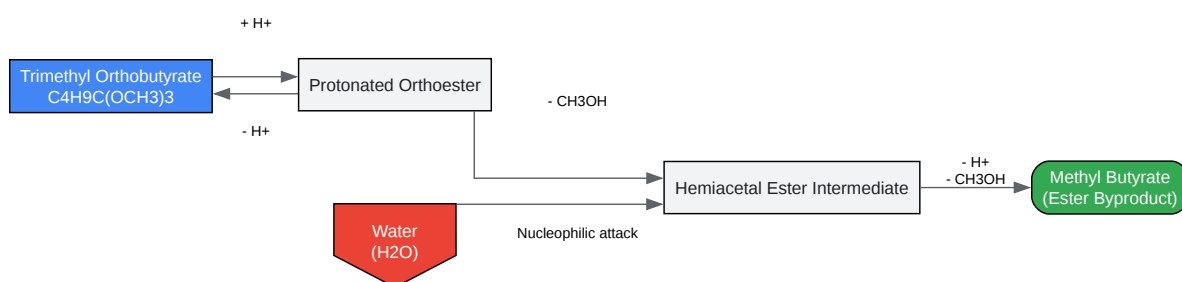 + H+
Trimethyl Orthobutyrate
C4H9C(OCH3)3
Protonated Orthoester
- CH3OH
- H+
Hemiacetal Ester Intermediate
- H+
- CH3OH
Methyl Butyrate
(Ester Byproduct)
Water
(H2O)
Nucleophilic attack